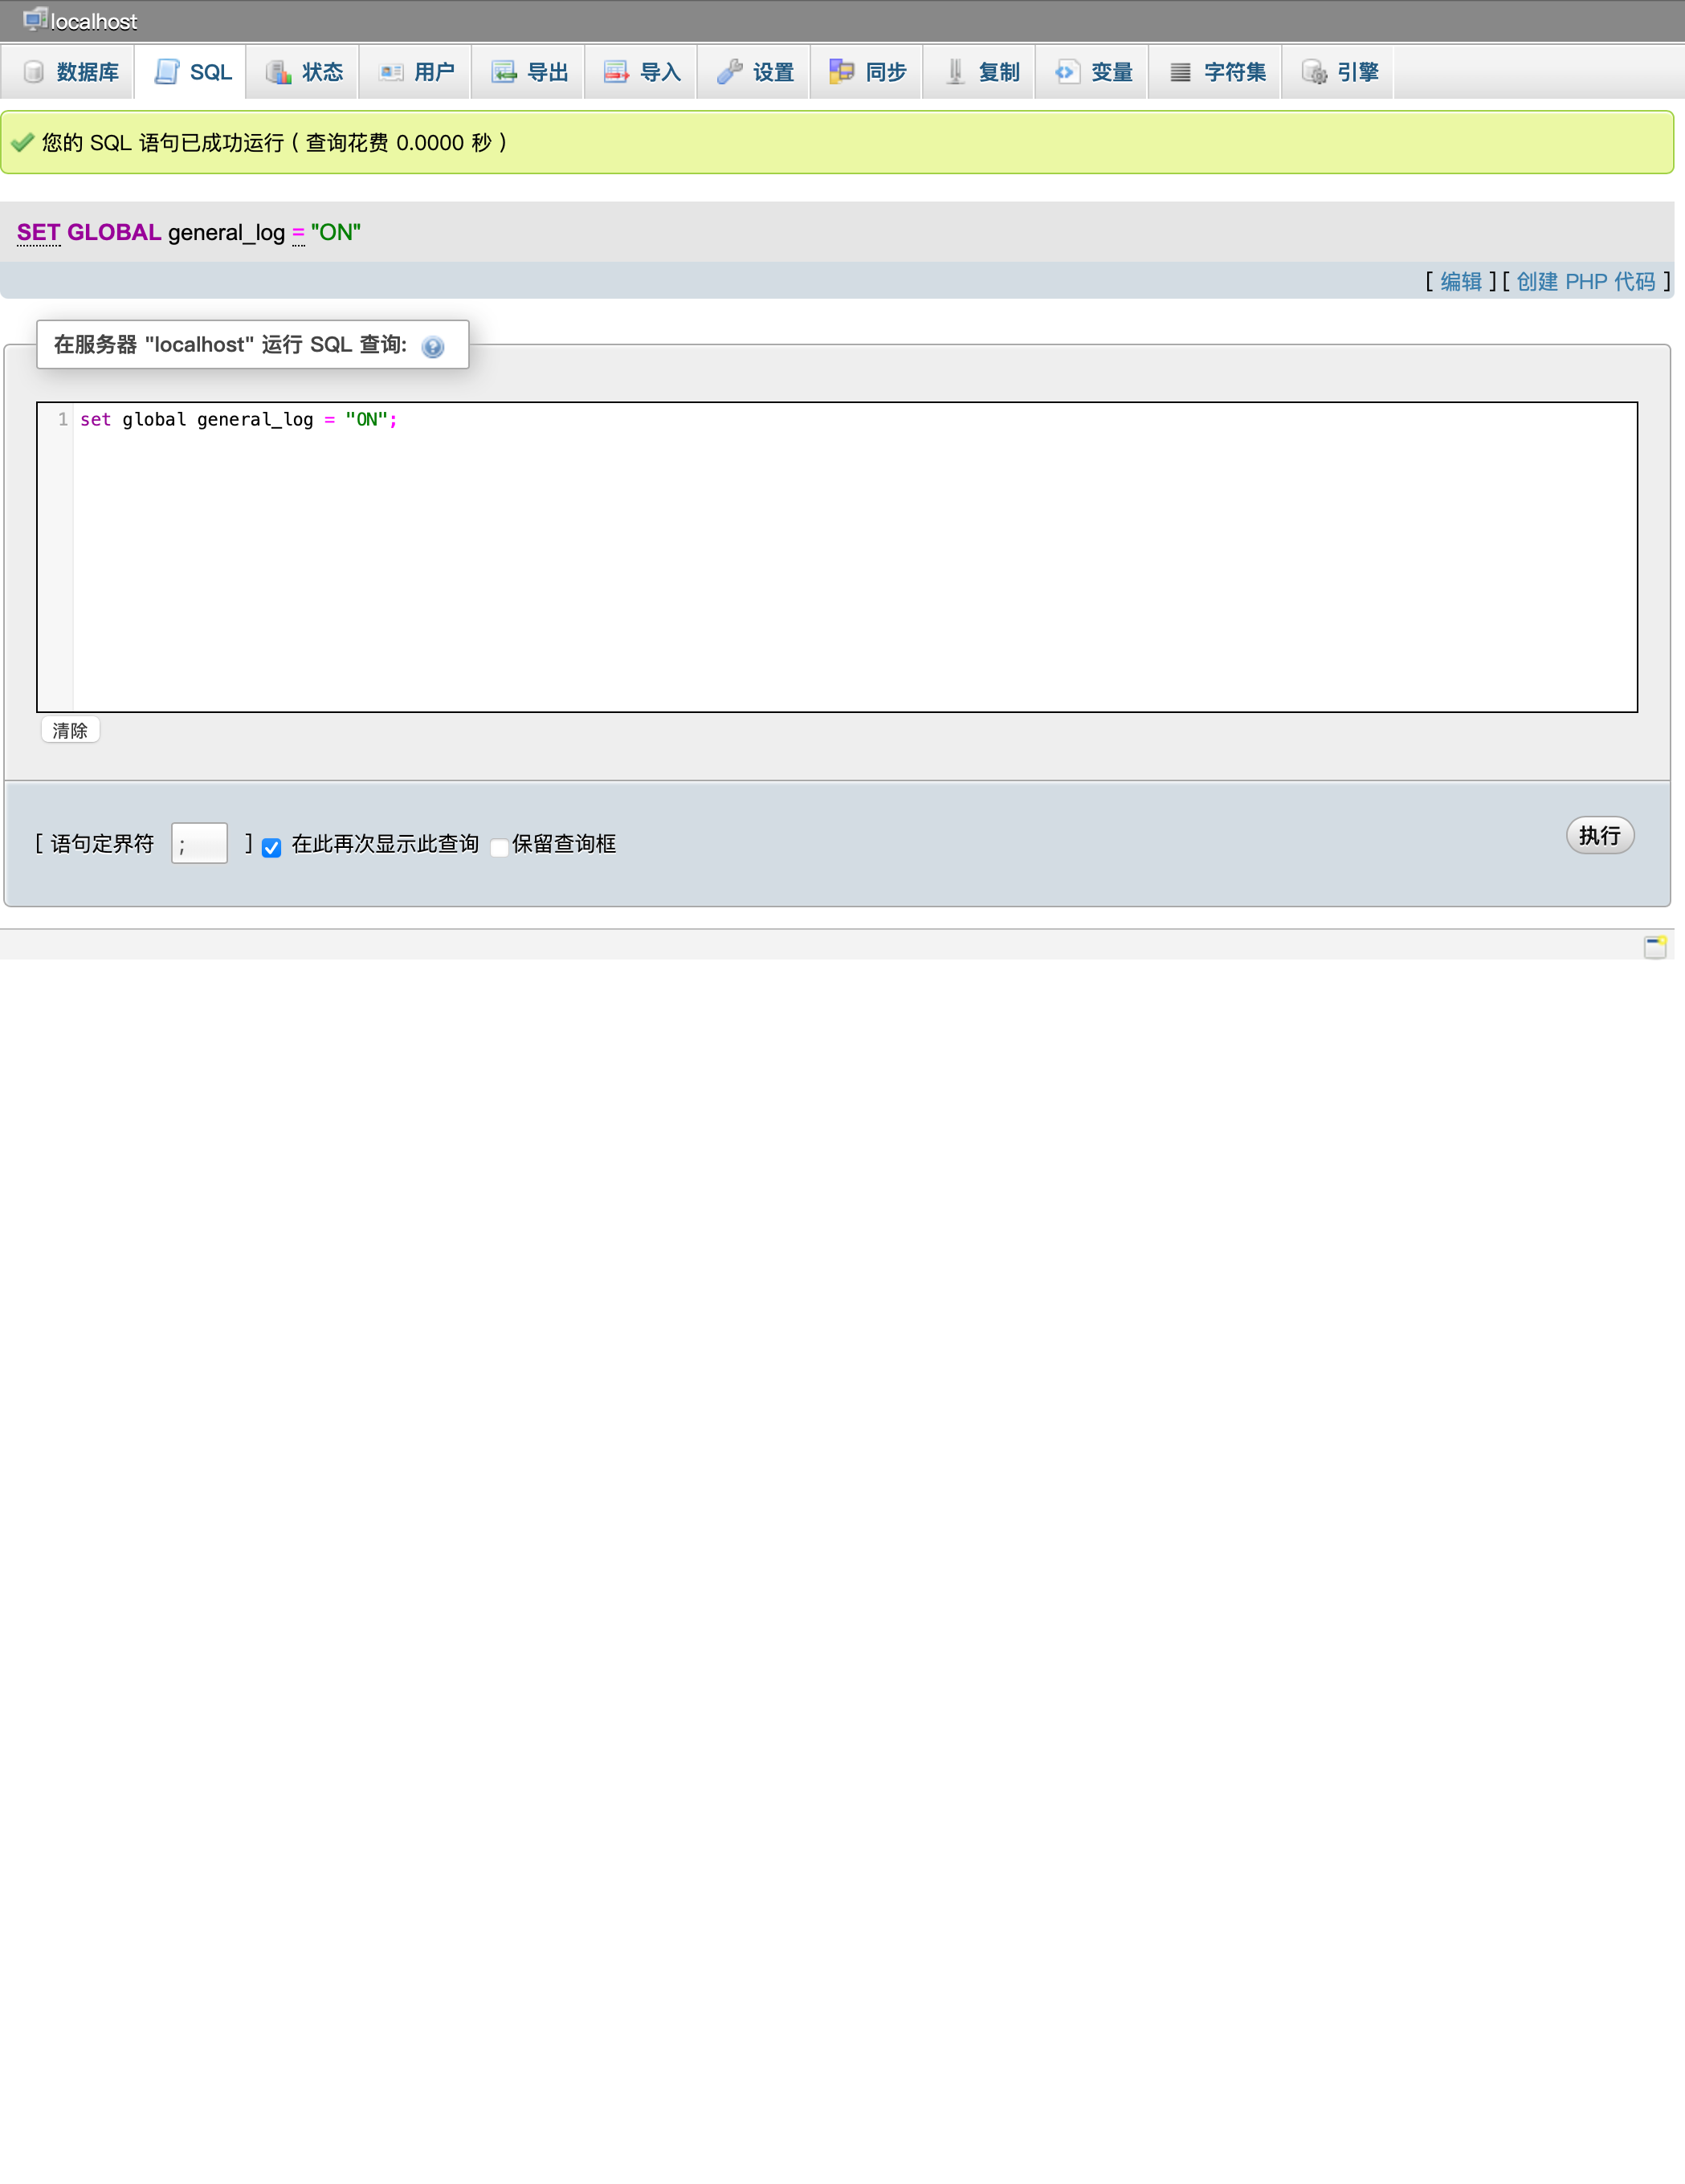 localhost
数据库 SQL 状态 用户 导出 导入 设置 同步 复制 变量 字符集 引擎
您的 SQL 语句已成功运行 ( 查询花费 0.0000 秒 )
SET GLOBAL general_log = "ON"
[ 编辑 ] [ 创建 PHP 代码 ]
在服务器 "localhost" 运行 SQL 查询:
1 set global general_log = "ON";
清除
[ 语句定界符 ; ] 在此再次显示此查询 保留查询框 执行